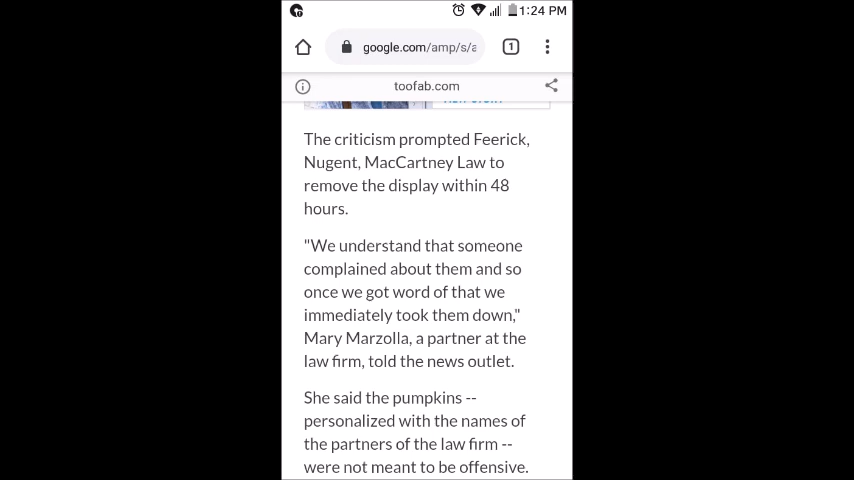 1:24 PM
google.com/amp/s/a
1
toofab.com
The criticism prompted Feerick,
Nugent, MacCartney Law to
remove the display within 48
hours.
"We understand that someone
complained about them and so
once we got word of that we
immediately took them down,"
Mary Marzolla, a partner at the
law firm, told the news outlet.
She said the pumpkins --
personalized with the names of
the partners of the law firm --
were not meant to be offensive.